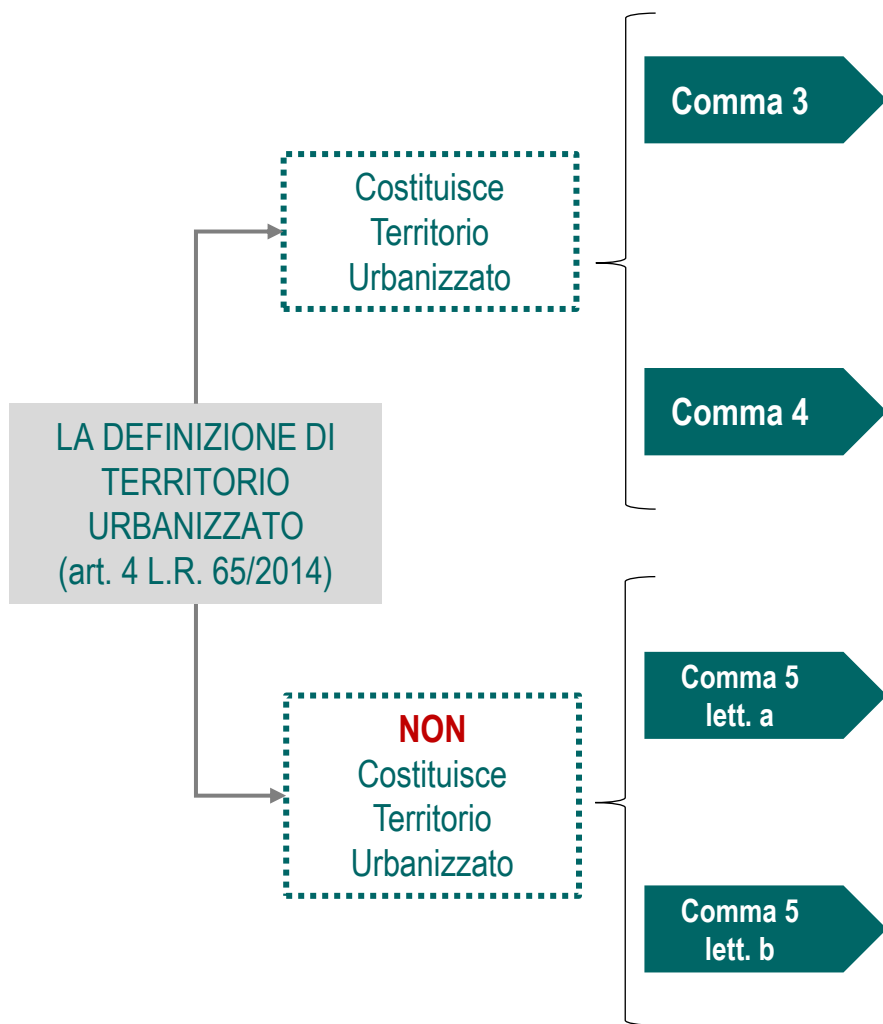 LA DEFINIZIONE DI
TERRITORIO
URBANIZZATO
(art. 4 L.R. 65/2014)
Costituisce
Territorio
Urbanizzato
Comma 3
Comma 4
NON
Costituisce
Territorio
Urbanizzato
Comma 5
lett. a
Comma 5
lett. b